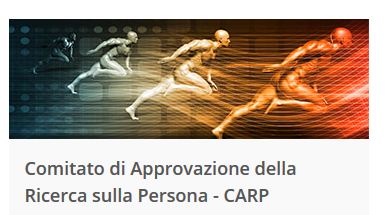 Comitato di Approvazione della
Ricerca sulla Persona - CARP